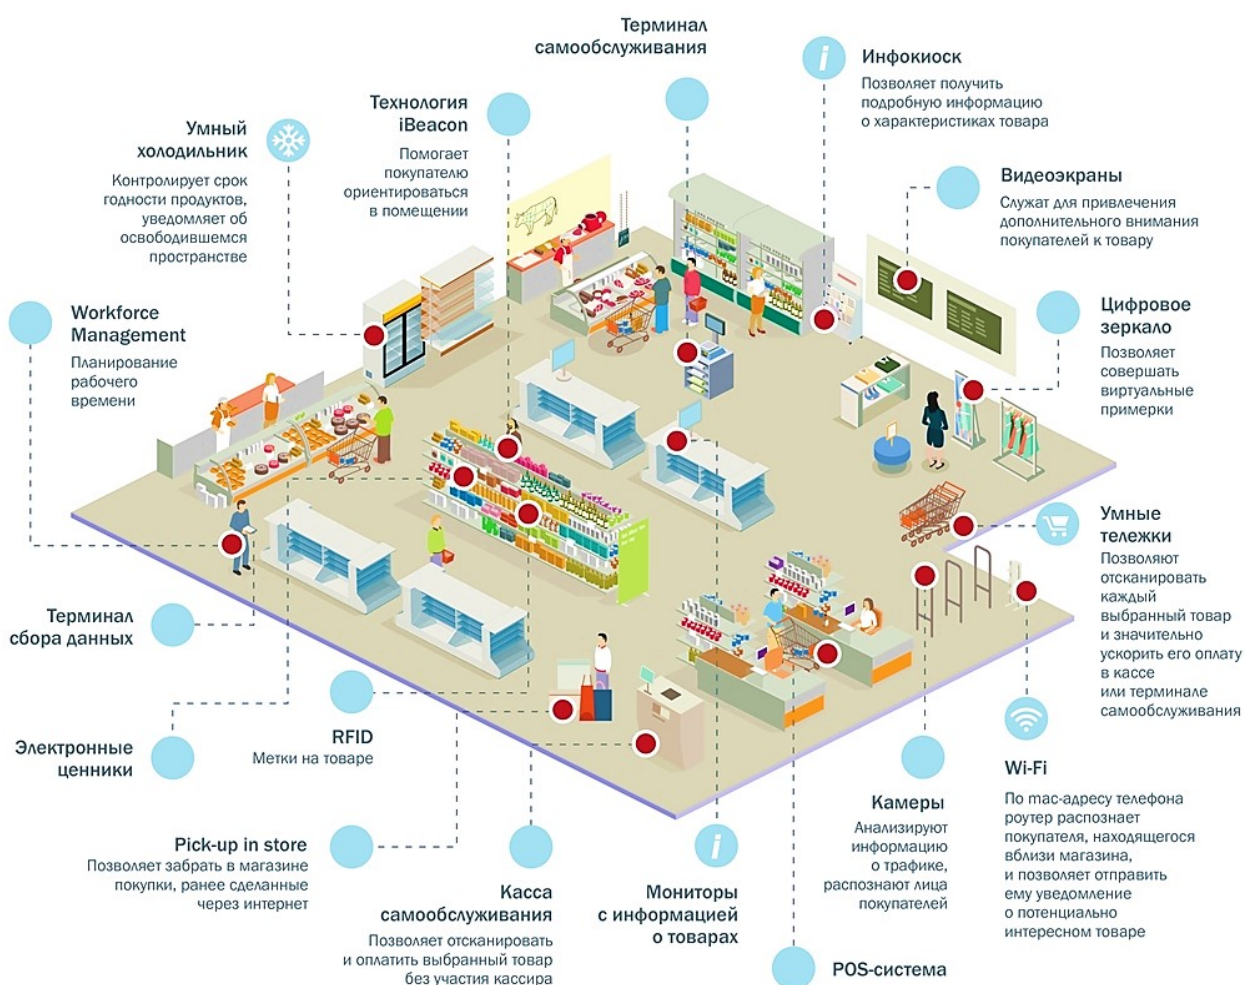 Терминал
самообслуживания
Инфокиоск
Позволяет получить
подробную информацию
о характеристиках товара
Технология
iBeacon
Помогает
покупателю
ориентироваться
в помещении
Умный
холодильник
Контролирует срок
годности продуктов,
уведомляет об
освободившемся
пространстве
Видеоэкраны
Служат для привлечения
дополнительного внимания
покупателей к товару
Workforce
Management
Планирование
рабочего
времени
Цифровое
зеркало
Позволяет
совершать
виртуальные
примерки
Умные
тележки
Позволяют
отсканировать
каждый
выбранный товар
и значительно
ускорить его оплату
в кассе
или терминале
самообслуживания
Терминал
сбора данных
Электронные
ценники
RFID
Метки на товаре
Wi-Fi
По mac-адресу телефона
роутер распознает
покупателя, находящегося
вблизи магазина,
и позволяет отправить
ему уведомление
о потенциально
интересном товаре
Камеры
Анализируют
информацию
о трафике,
распознают лица
покупателей
Pick-up in store
Позволяет забрать в магазине
покупки, ранее сделанные
через интернет
Касса
самообслуживания
Позволяет отсканировать
и оплатить выбранный товар
без участия кассира
Мониторы
с информацией
о товарах
POS-система